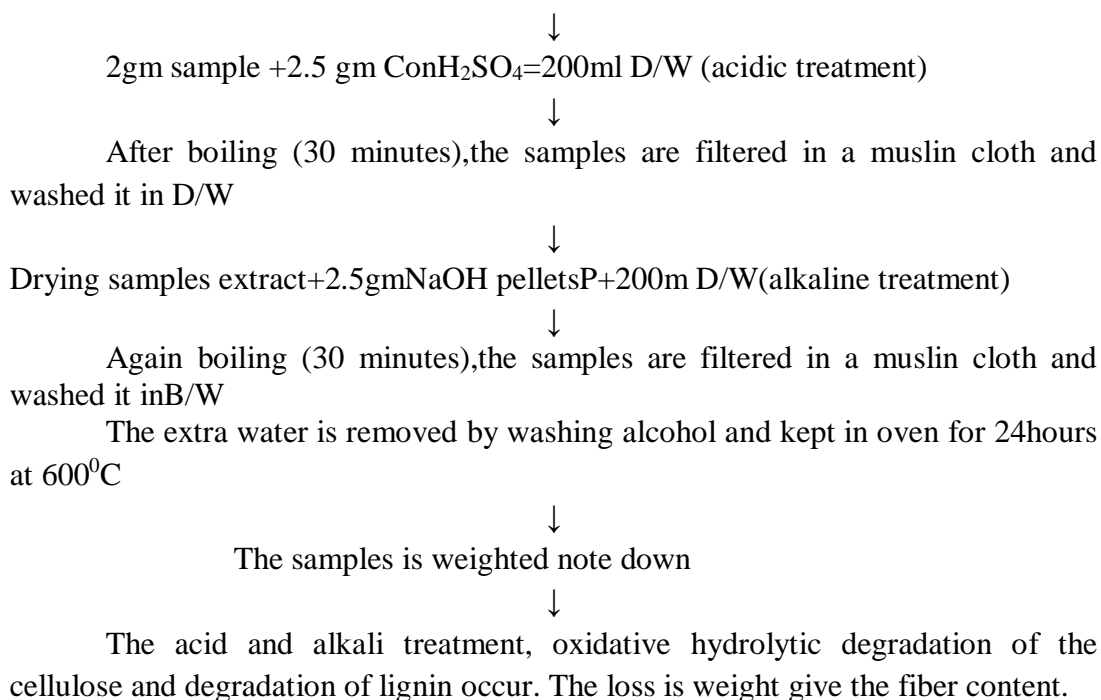 ↓
2gm sample +2.5 gm ConH₂SO₄=200ml D/W (acidic treatment)
↓
After boiling (30 minutes),the samples are filtered in a muslin cloth and
washed it in D/W
↓
Drying samples extract+2.5gmNaOH pelletsP+200m D/W(alkaline treatment)
↓
Again boiling (30 minutes),the samples are filtered in a muslin cloth and
washed it inB/W
The extra water is removed by washing alcohol and kept in oven for 24hours
at 600⁰C
↓
The samples is weighted note down
↓
The acid and alkali treatment, oxidative hydrolytic degradation of the
cellulose and degradation of lignin occur. The loss is weight give the fiber content.